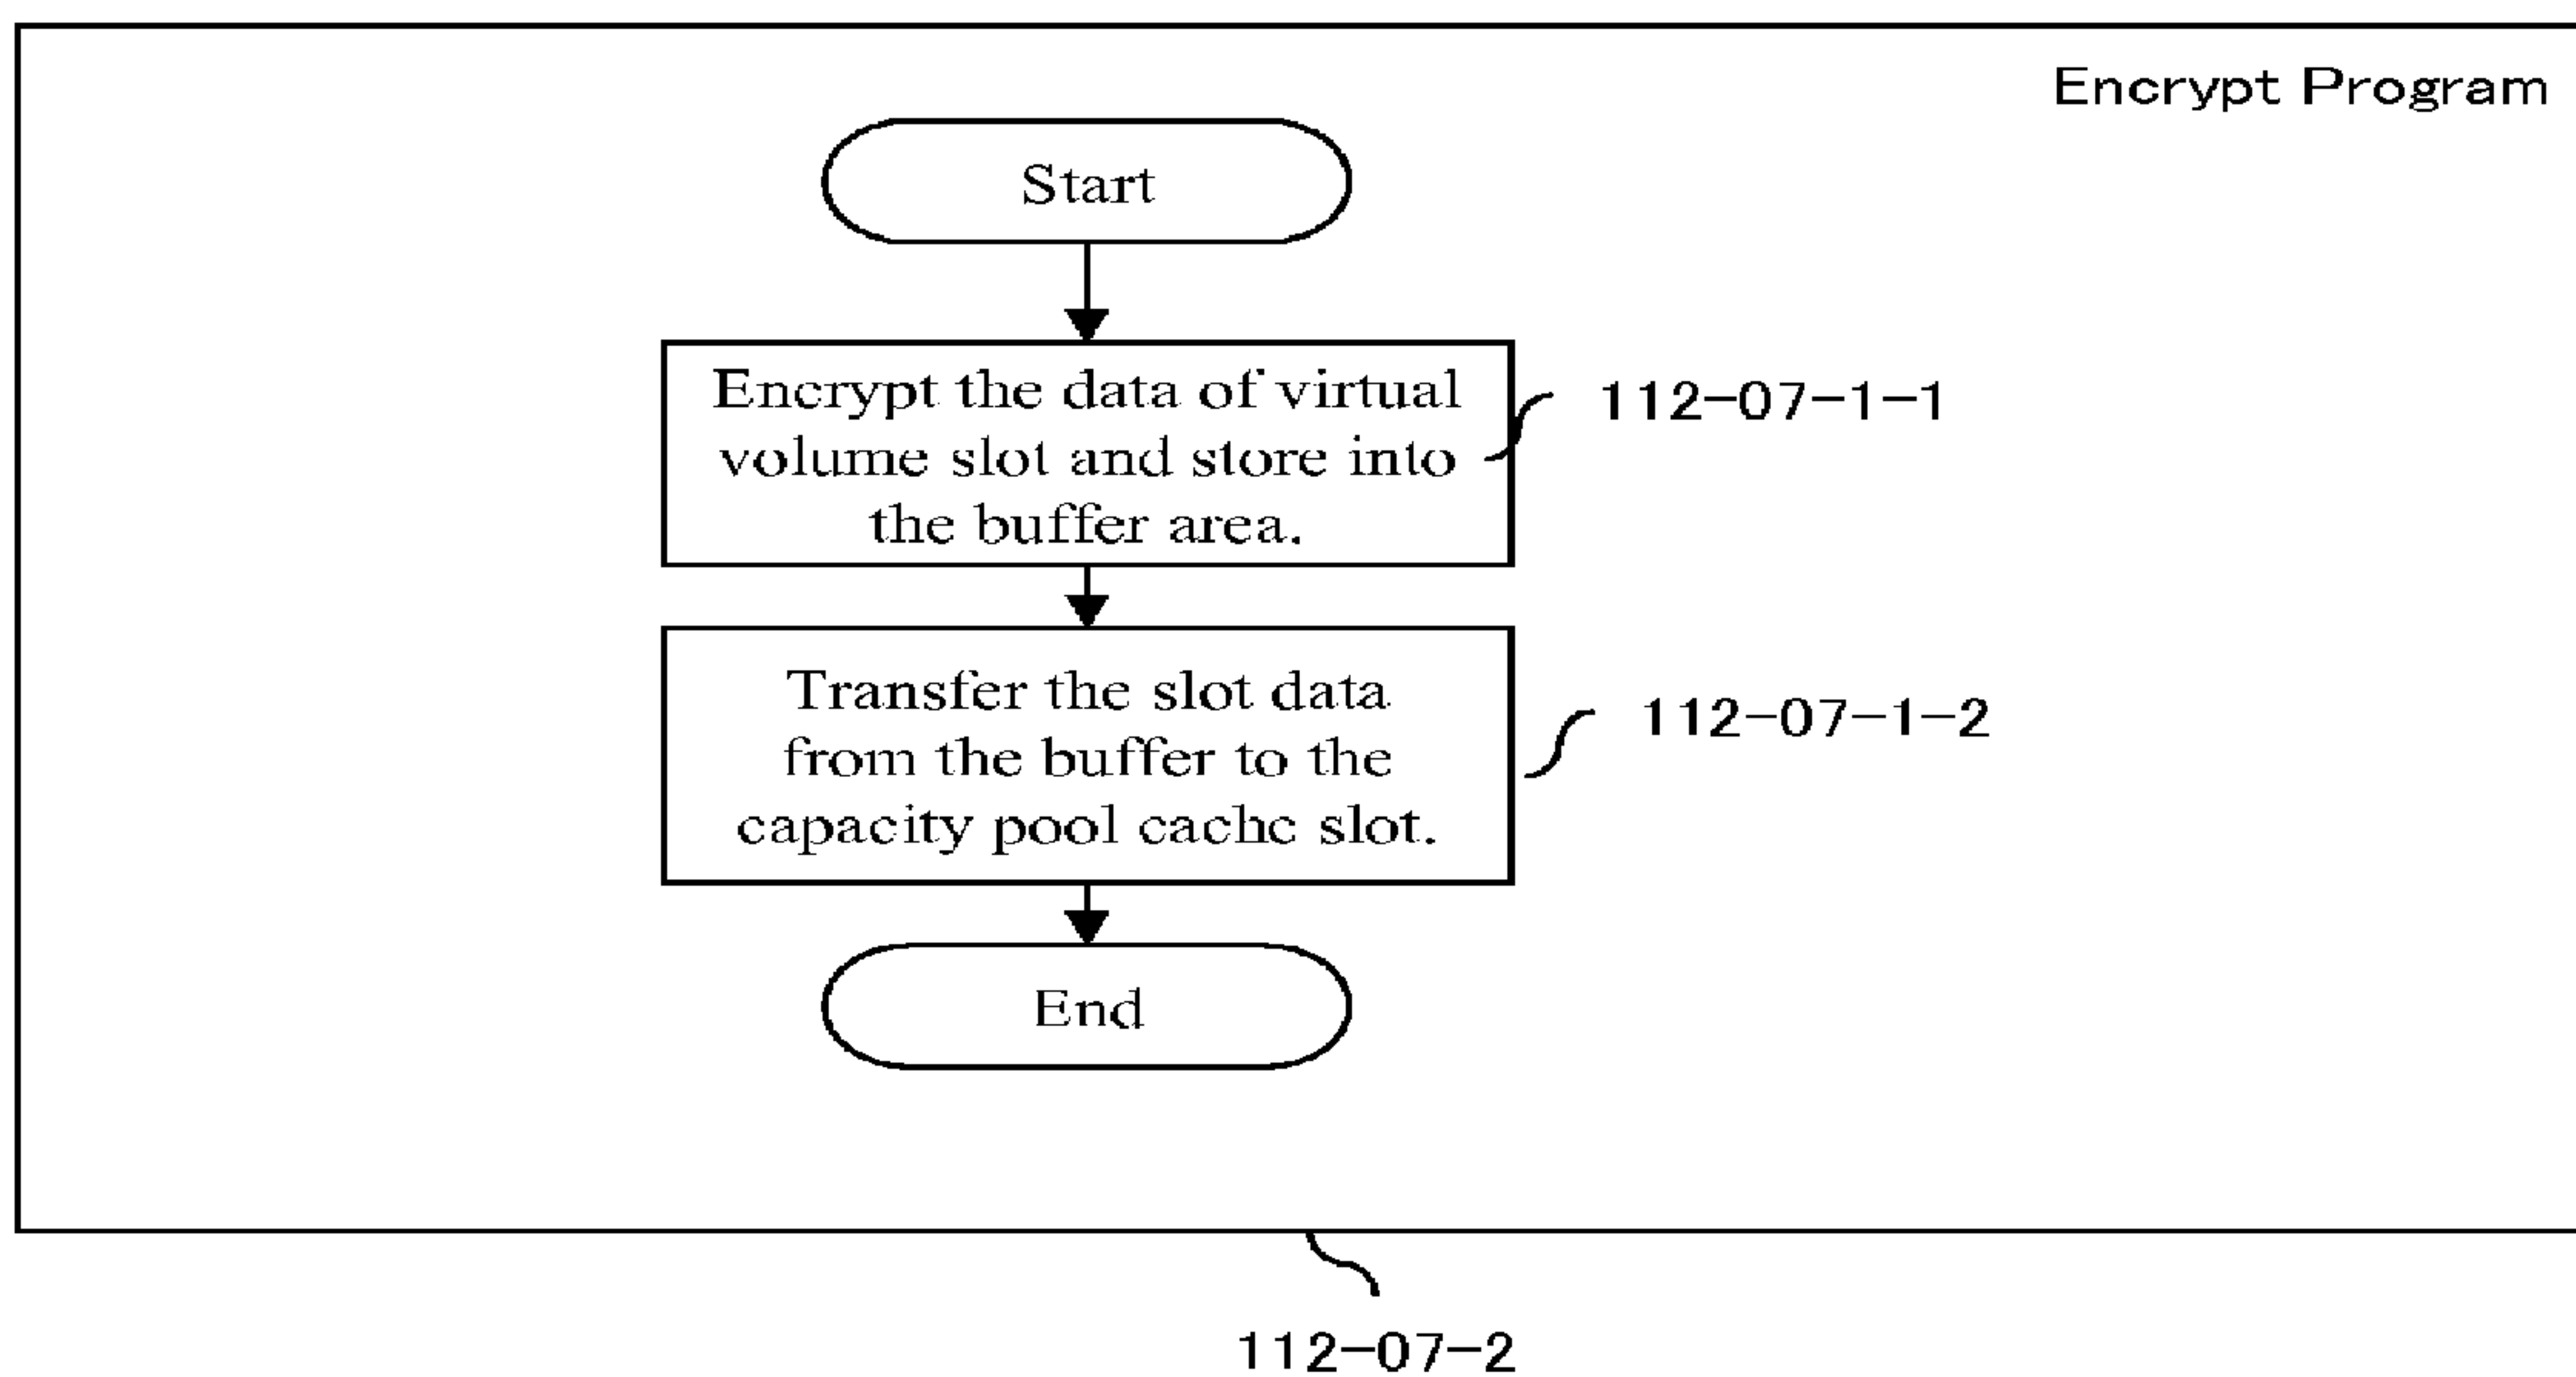 Encrypt Program
Start
Encrypt the data of virtual
volume slot and store into
the buffer area.
112-07-1-1
Transfer the slot data
from the buffer to the
capacity pool cache slot.
112-07-1-2
End
112-07-2